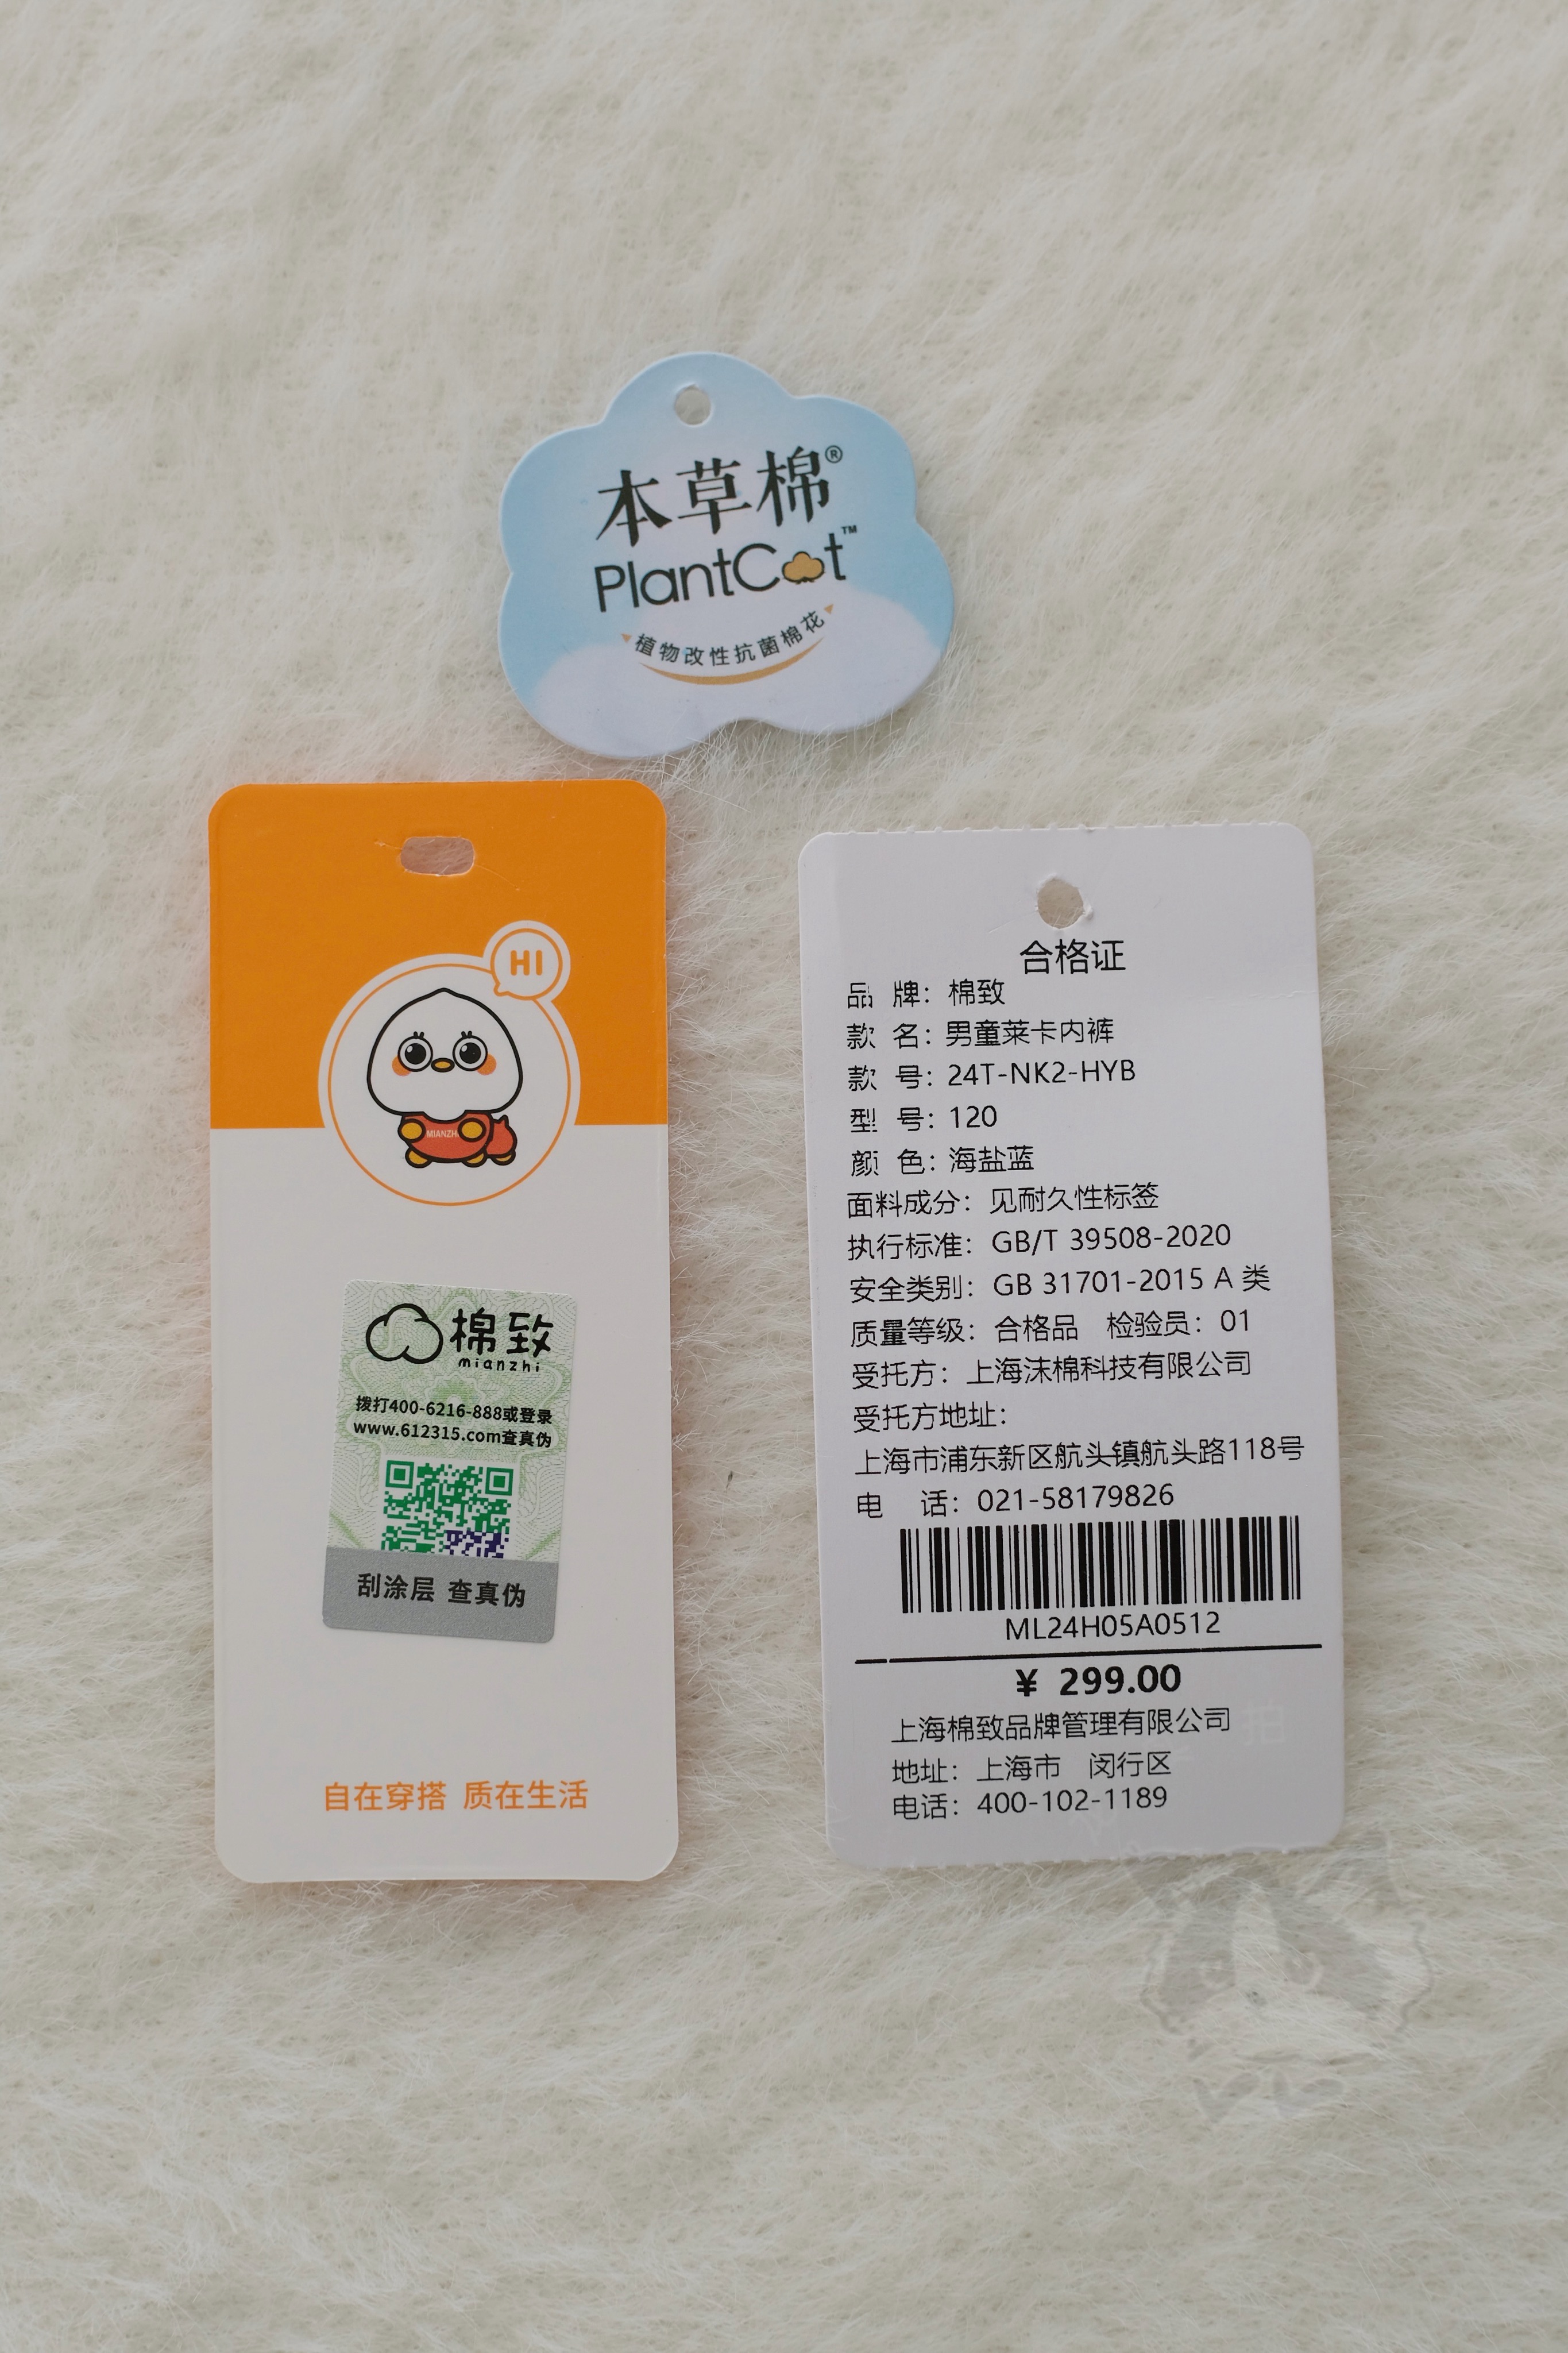 本草棉®
PlantCot™
植物改性抗菌棉花
HI
MIANZHI
棉致
mianzhi
拨打400-6216-888或登录
www.612315.com查真伪
刮涂层 查真伪
自在穿搭 质在生活
合格证
品 牌：棉致
款 名：男童莱卡内裤
款 号：24T-NK2-HYB
型 号：120
颜 色：海盐蓝
面料成分：见耐久性标签
执行标准：GB/T 39508-2020
安全类别：GB 31701-2015 A 类
质量等级：合格品 检验员：01
受托方：上海沫棉科技有限公司
受托方地址：
上海市浦东新区航头镇航头路118号
电 话：021-58179826
ML24H05A0512
¥ 299.00
上海棉致品牌管理有限公司
地址：上海市 闵行区
电话：400-102-1189